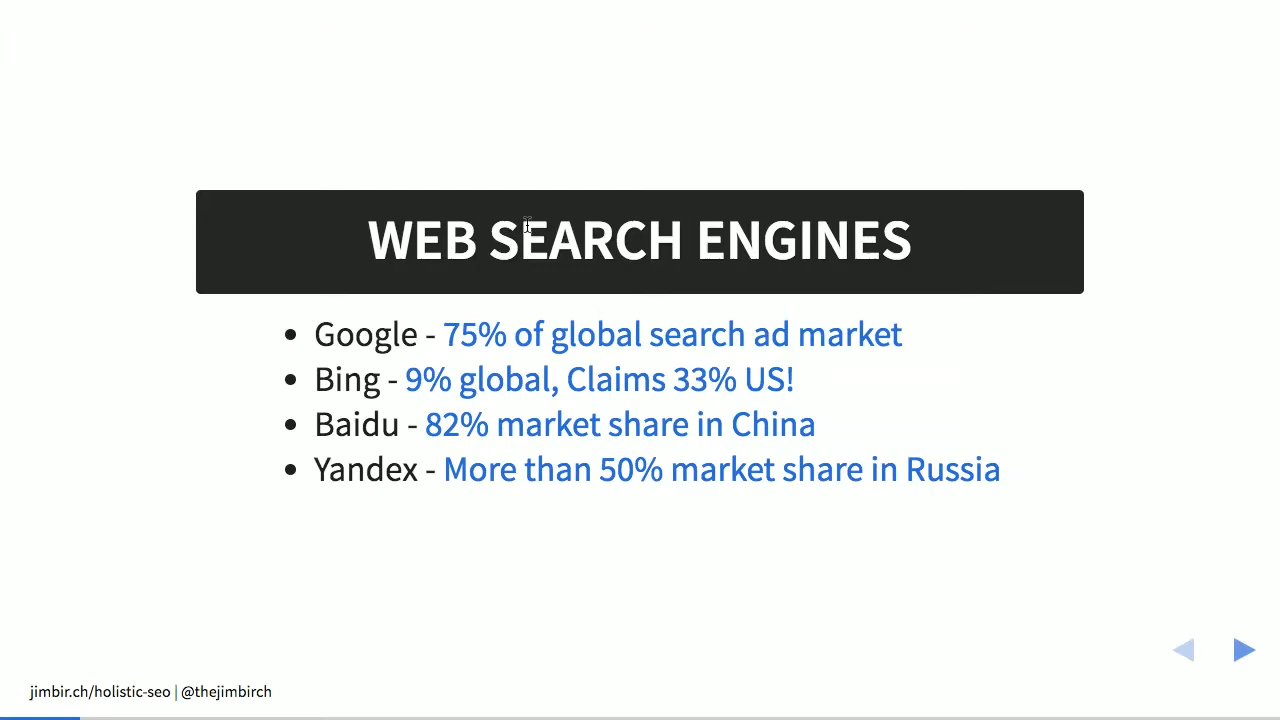 WEB SEARCH ENGINES
• Google - 75% of global search ad market
• Bing - 9% global, Claims 33% US!
• Baidu - 82% market share in China
• Yandex - More than 50% market share in Russia
jimbir.ch/holistic-seo | @thejimbirch